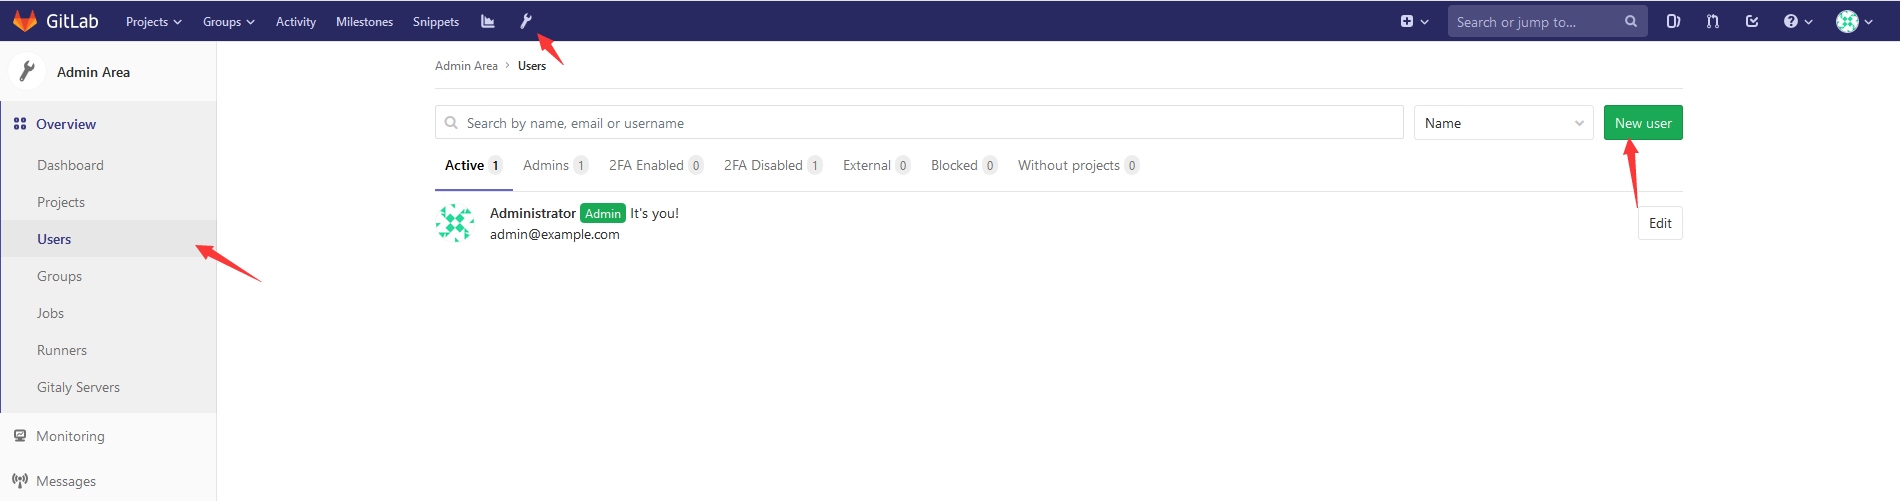 GitLab Projects Groups Activity Milestones Snippets Search or jump to...
Admin Area
Overview
Dashboard
Projects
Users
Groups
Jobs
Runners
Gitaly Servers
Monitoring
Messages
Admin Area › Users
Search by name, email or username Name New user
Active 1 Admins 1 2FA Enabled 0 2FA Disabled 1 External 0 Blocked 0 Without projects 0
Administrator Admin It's you!
admin@example.com
Edit